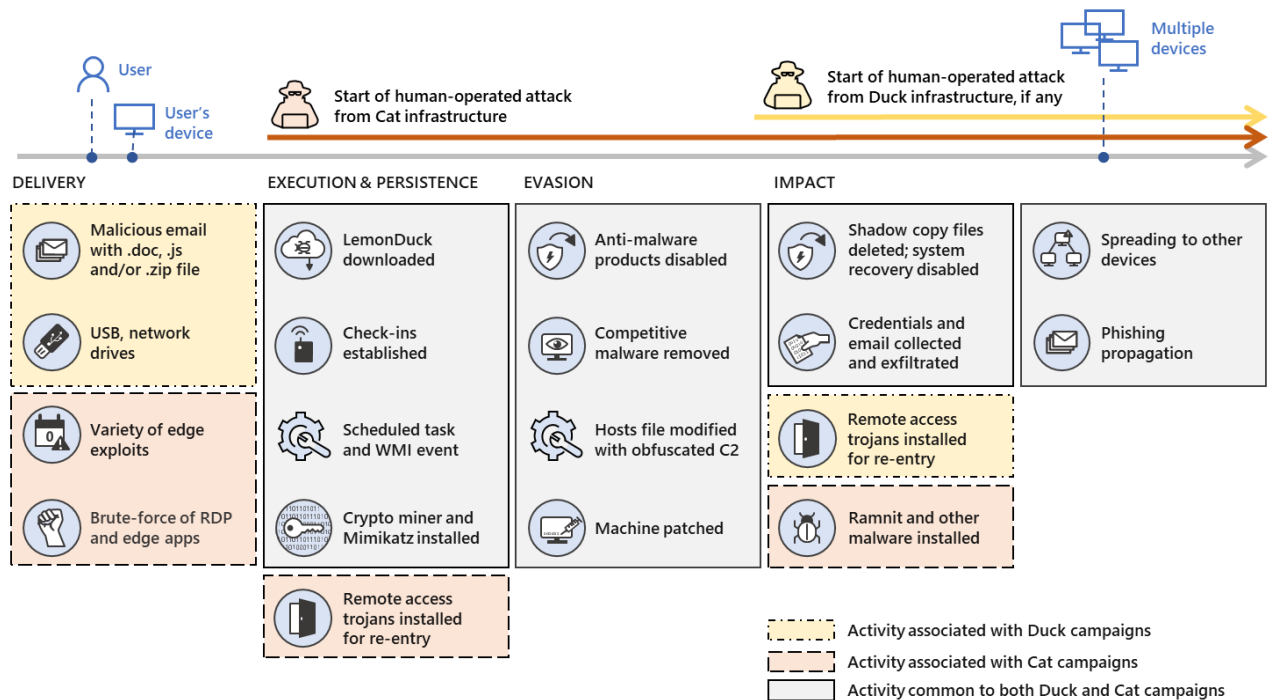 User
User's
device
Start of human-operated attack
from Cat infrastructure
Start of human-operated attack
from Duck infrastructure, if any
Multiple
devices
DELIVERY
Malicious email
with .doc, .js
and/or .zip file
USB, network
drives
Variety of edge
exploits
0
Brute-force of RDP
and edge apps
EXECUTION & PERSISTENCE
LemonDuck
downloaded
Check-ins
established
Scheduled task
and WMI event
Crypto miner and
Mimikatz installed
Remote access
trojans installed
for re-entry
EVASION
Anti-malware
products disabled
Competitive
malware removed
Hosts file modified
with obfuscated C2
Machine patched
IMPACT
Shadow copy files
deleted; system
recovery disabled
Credentials and
email collected
and exfiltrated
Remote access
trojans installed
for re-entry
Ramnit and other
malware installed
Spreading to other
devices
Phishing
propagation
Activity associated with Duck campaigns
Activity associated with Cat campaigns
Activity common to both Duck and Cat campaigns